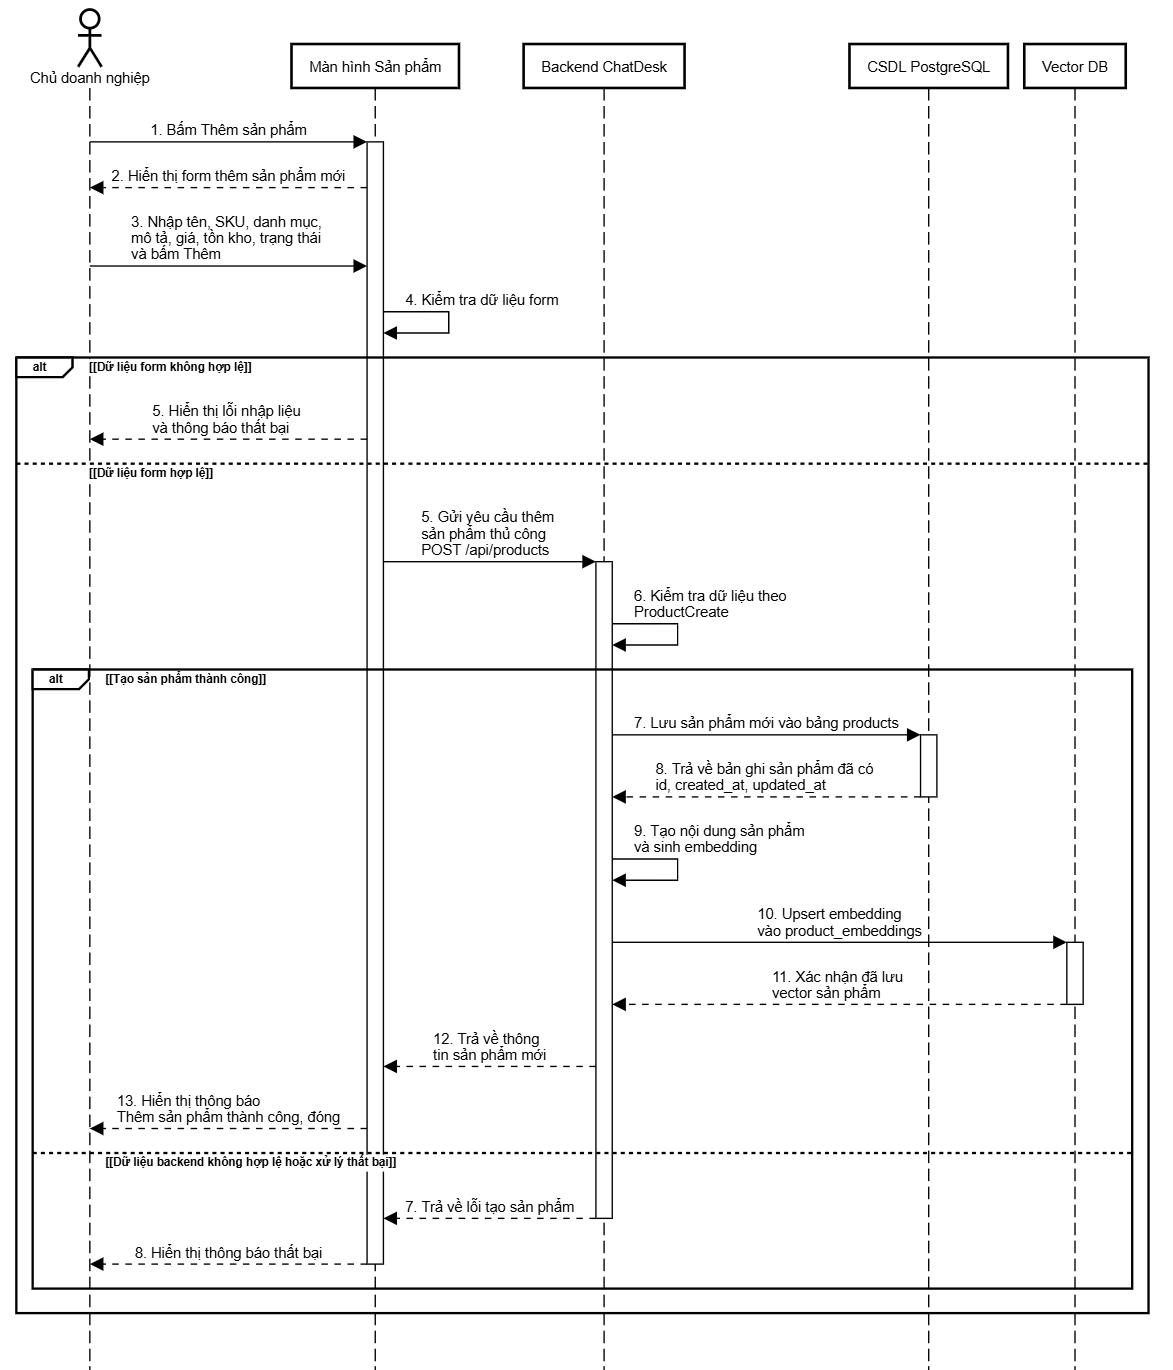 Chủ doanh nghiệp
Màn hình Sản phẩm
Backend ChatDesk
CSDL PostgreSQL
Vector DB
1. Bấm Thêm sản phẩm
2. Hiển thị form thêm sản phẩm mới
3. Nhập tên, SKU, danh mục,
mô tả, giá, tồn kho, trạng thái
và bấm Thêm
4. Kiểm tra dữ liệu form
alt
[[Dữ liệu form không hợp lệ]]
5. Hiển thị lỗi nhập liệu
và thông báo thất bại
[[Dữ liệu form hợp lệ]]
5. Gửi yêu cầu thêm
sản phẩm thủ công
POST /api/products
6. Kiểm tra dữ liệu theo
ProductCreate
alt
[[Tạo sản phẩm thành công]]
7. Lưu sản phẩm mới vào bảng products
8. Trả về bản ghi sản phẩm đã có
id, created_at, updated_at
9. Tạo nội dung sản phẩm
và sinh embedding
10. Upsert embedding
vào product_embeddings
11. Xác nhận đã lưu
vector sản phẩm
12. Trả về thông
tin sản phẩm mới
13. Hiển thị thông báo
Thêm sản phẩm thành công, đóng
[[Dữ liệu backend không hợp lệ hoặc xử lý thất bại]]
7. Trả về lỗi tạo sản phẩm
8. Hiển thị thông báo thất bại